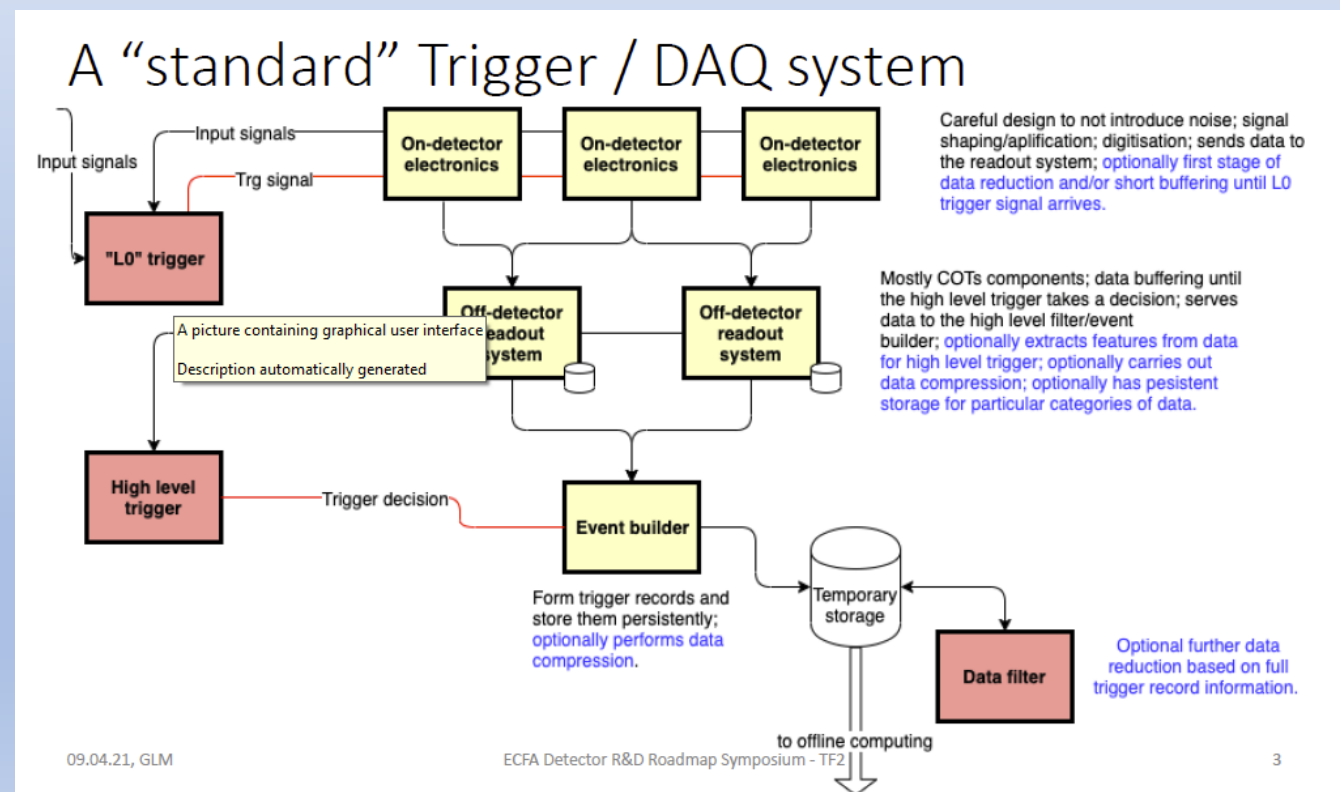 A “standard” Trigger / DAQ system
Input signals
Input signals
Trg signal
On-detector
electronics
On-detector
electronics
On-detector
electronics
Careful design to not introduce noise; signal
shaping/aplification; digitisation; sends data to
the readout system; optionally first stage of
data reduction and/or short buffering until L0
trigger signal arrives.
"L0" trigger
Off-detector
readout
system
Off-detector
readout
system
Mostly COTs components; data buffering until
the high level trigger takes a decision; serves
data to the high level filter/event
builder; optionally extracts features from data
for high level trigger; optionally carries out
data compression; optionally has pesistent
storage for particular categories of data.
A picture containing graphical user interface
Description automatically generated
High level
trigger
Trigger decision
Event builder
Form trigger records and
store them persistently;
optionally performs data
compression.
Temporary
storage
Data filter
Optional further data
reduction based on full
trigger record information.
to offline computing
09.04.21, GLM
ECFA Detector R&D Roadmap Symposium - TF2
3